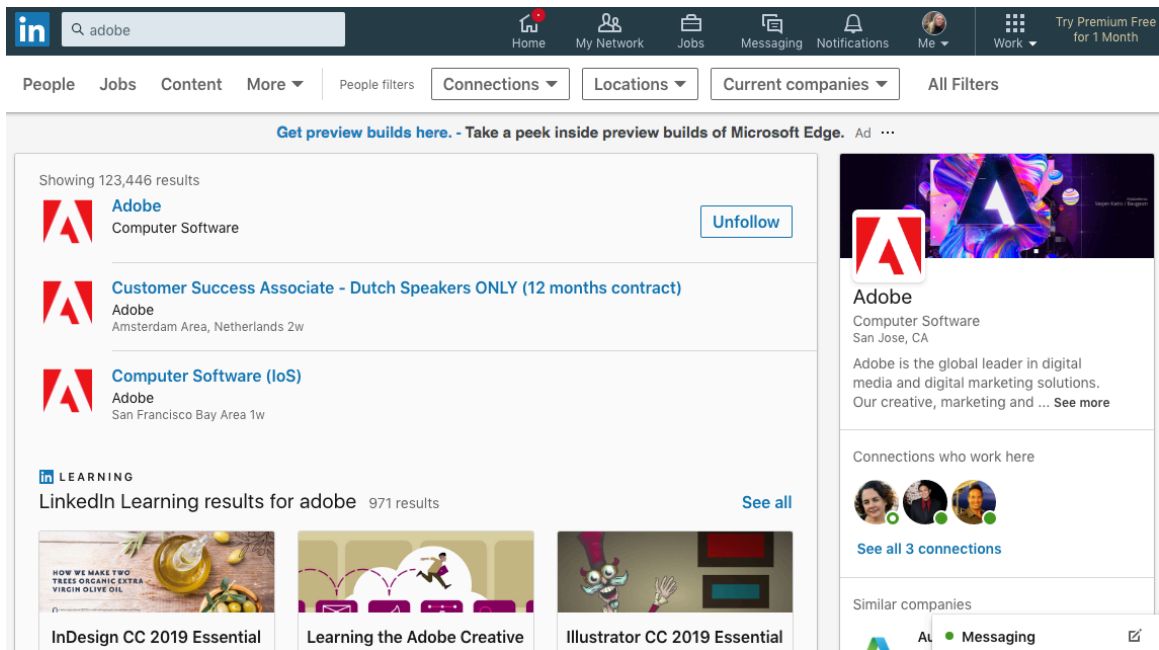 in
adobe
Home
My Network
Jobs
Messaging
Notifications
Me
Work
Try Premium Free
for 1 Month
People
Jobs
Content
More
People filters
Connections
Locations
Current companies
All Filters
Get preview builds here. - Take a peek inside preview builds of Microsoft Edge. Ad ...
Showing 123,446 results
Adobe
Computer Software
Unfollow
Customer Success Associate - Dutch Speakers ONLY (12 months contract)
Adobe
Amsterdam Area, Netherlands 2w
Computer Software (IoS)
Adobe
San Francisco Bay Area 1w
in LEARNING
LinkedIn Learning results for adobe 971 results
See all
HOW WE MAKE TWO
TREES ORGANIC EXTRA
VIRGIN OLIVE OIL
InDesign CC 2019 Essential
Learning the Adobe Creative
Illustrator CC 2019 Essential
Adobe
Computer Software
San Jose, CA
Adobe is the global leader in digital
media and digital marketing solutions.
Our creative, marketing and ... See more
Connections who work here
See all 3 connections
Similar companies
Au
Messaging